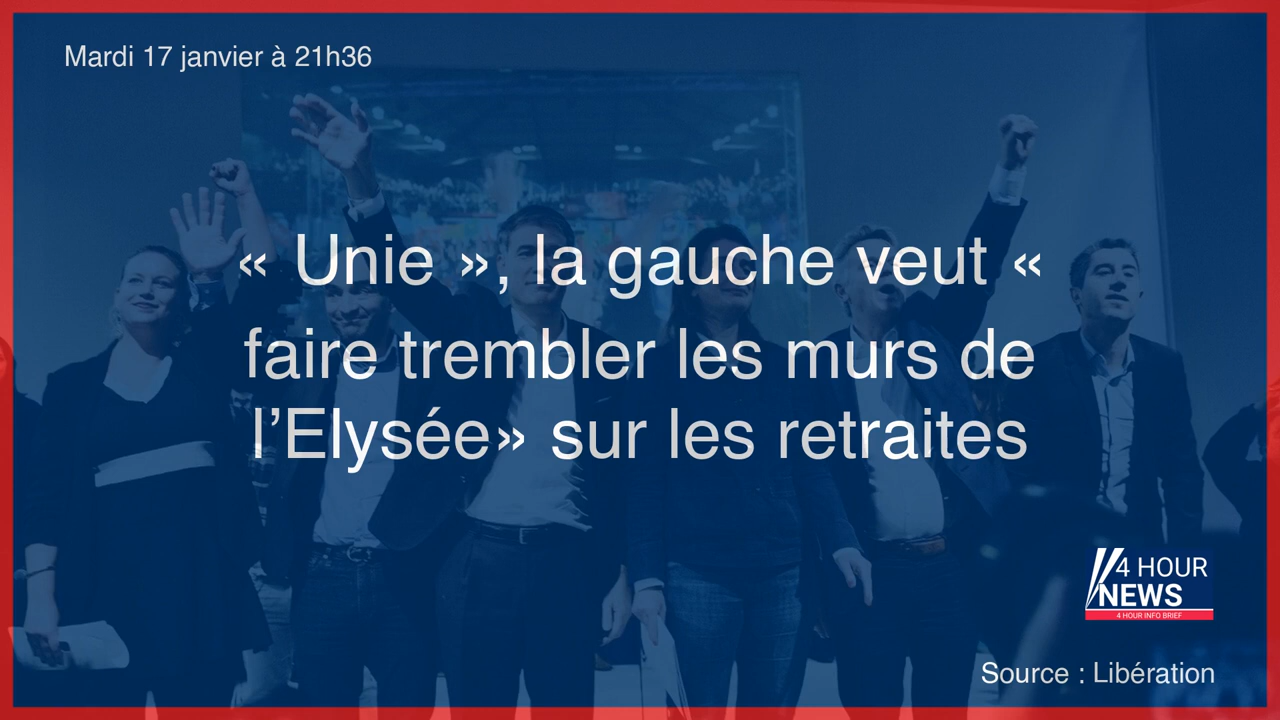 Mardi 17 janvier à 21h36
« Unie », la gauche veut «
faire trembler les murs de
l’Elysée» sur les retraites
4 HOUR
NEWS
4 HOUR INFO BRIEF
Source : Libération